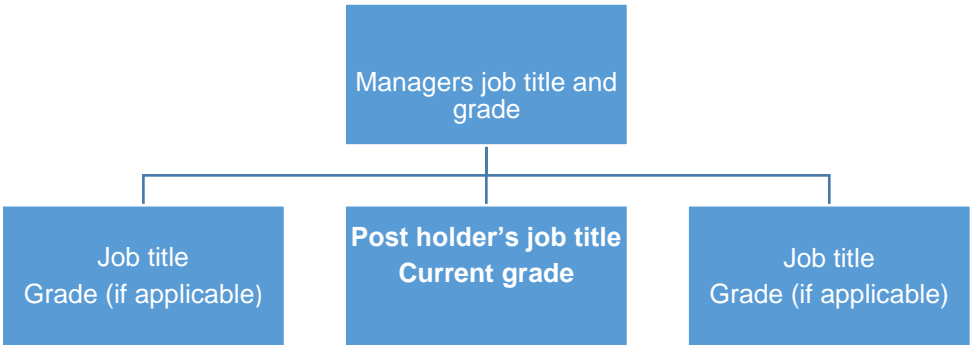 Managers job title and
grade
Job title
Grade (if applicable)
Post holder’s job title
Current grade
Job title
Grade (if applicable)